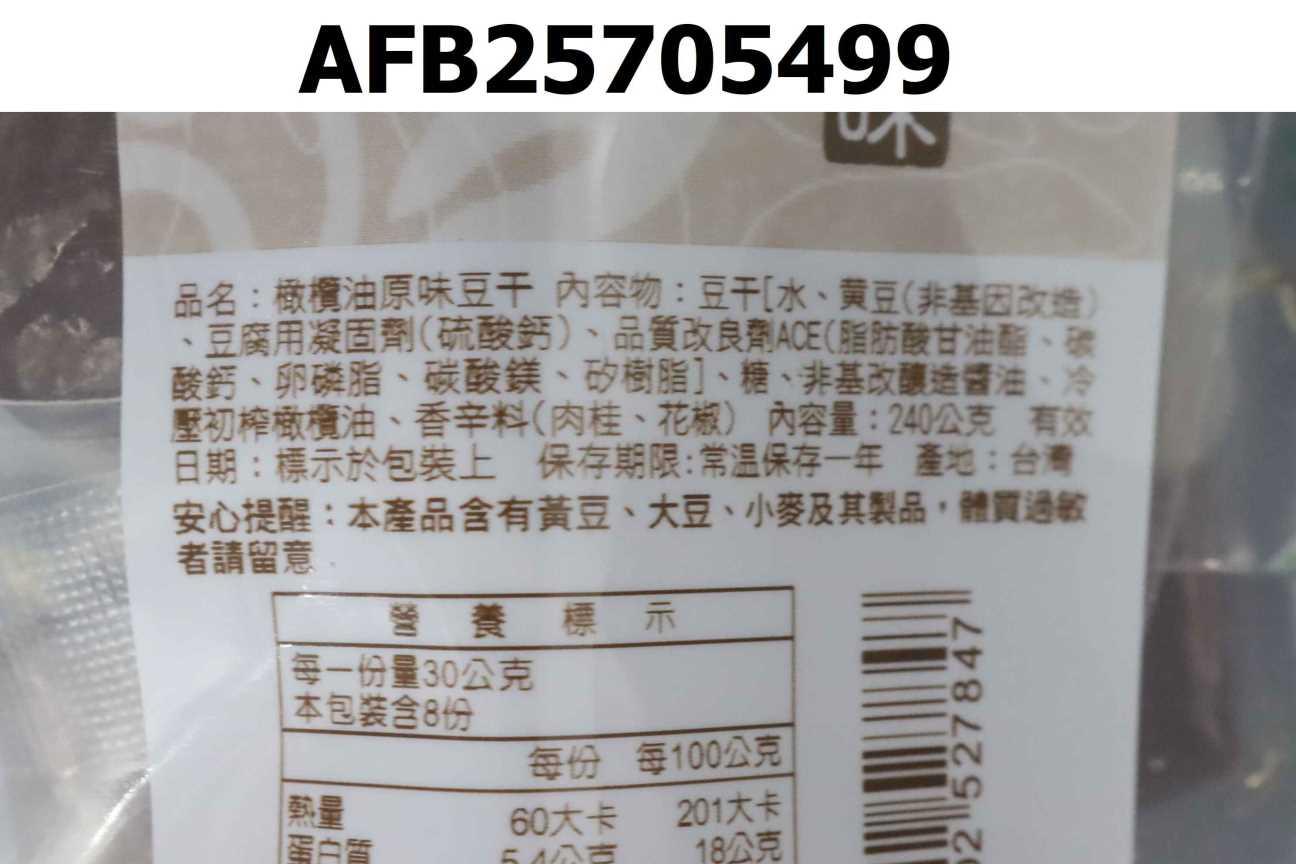 AFB25705499
味
品名：橄欖油原味豆干 內容物：豆干[水、黃豆(非基因改造)
、豆腐用凝固劑(硫酸鈣)、品質改良劑ACE(脂肪酸甘油酯、碳
酸鈣、卵磷脂、碳酸鎂、矽樹脂]、糖、非基改釀造醬油、冷
壓初榨橄欖油、香辛料(肉桂、花椒) 內容量：240公克 有效
日期：標示於包裝上 保存期限:常溫保存一年 產地：台灣
安心提醒：本產品含有黃豆、大豆、小麥及其製品，體質過敏
者請留意
營養標示
每一份量30公克
本包裝含8份
每份 每100公克
熱量 60大卡 201大卡
蛋白質 5.4公克 18公克
527847